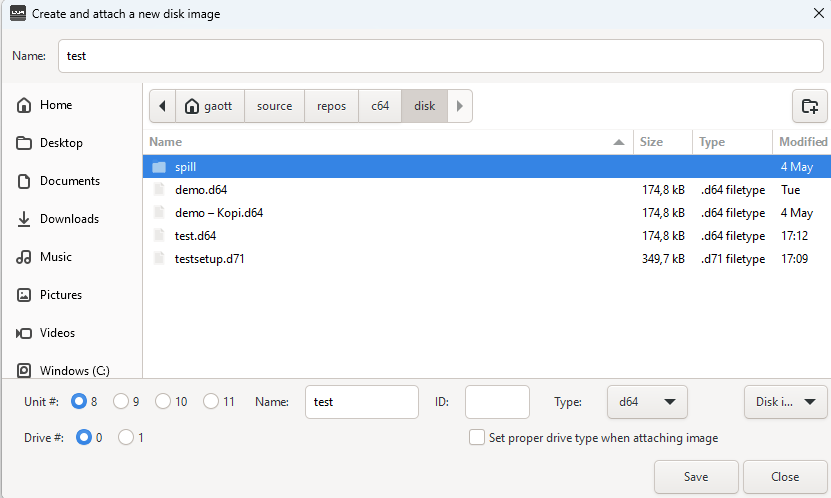 Create and attach a new disk image
Name: test
Home
Desktop
Documents
Downloads
Music
Pictures
Videos
Windows (C:)
gaott source repos c64 disk
Name Size Type Modified
spill 4 May
demo.d64 174,8 kB .d64 filetype Tue
demo – Kopi.d64 174,8 kB .d64 filetype 4 May
test.d64 174,8 kB .d64 filetype 17:12
testsetup.d71 349,7 kB .d71 filetype 17:09
Unit #: 8 9 10 11 Name: test ID: Type: d64 Disk i...
Drive #: 0 1 Set proper drive type when attaching image
Save Close